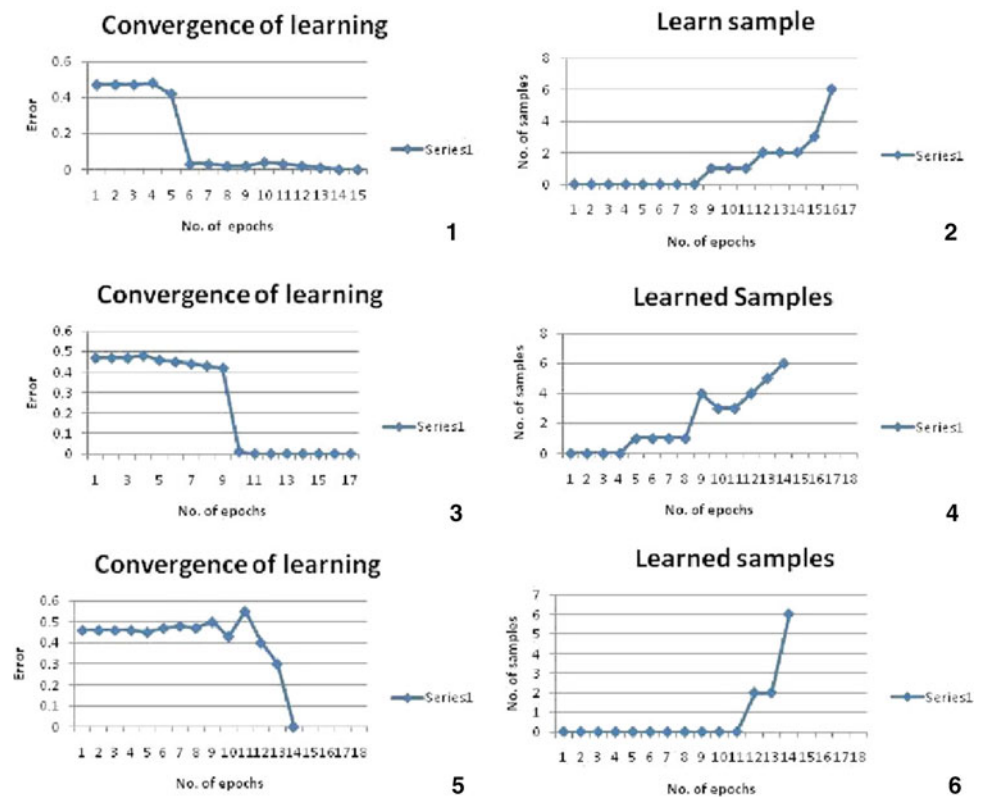 Convergence of learning
0.6
0.4
0.2
0
Error
1 2 3 4 5 6 7 8 9 10 11 12 13 14 15
No. of epochs
Series1
1
Learn sample
8
6
4
2
0
No. of samples
1 2 3 4 5 6 7 8 9 10 11 12 13 14 15 16 17
No. of epochs
Series1
2
Convergence of learning
0.6
0.5
0.4
0.3
0.2
0.1
0
Error
1 3 5 7 9 11 13 15 17
No. of epochs
Series1
3
Learned Samples
8
6
4
2
0
No. of samples
1 2 3 4 5 6 7 8 9 10 11 12 13 14 15 16 17 18
No. of epochs
Series1
4
Convergence of learning
0.6
0.5
0.4
0.3
0.2
0.1
0
Error
1 2 3 4 5 6 7 8 9 10 11 12 13 14 15 16 17 18
No. of epochs
Series1
5
Learned samples
7
6
5
4
3
2
1
0
No. of samples
1 2 3 4 5 6 7 8 9 10 11 12 13 14 15 16 17 18
No. of epochs
Series1
6